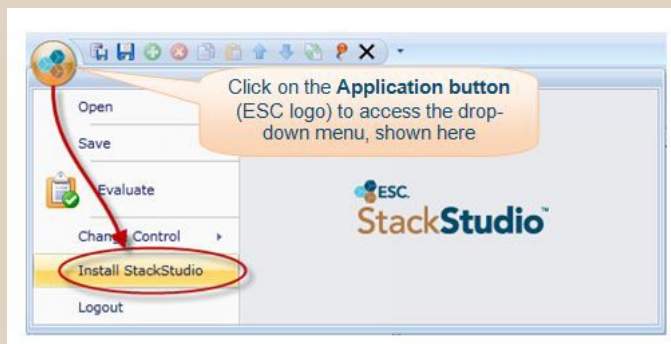 Click on the Application button
(ESC logo) to access the drop-
down menu, shown here
Open
Save
Evaluate
Change Control
Install StackStudio
Logout
ESC.
StackStudio™